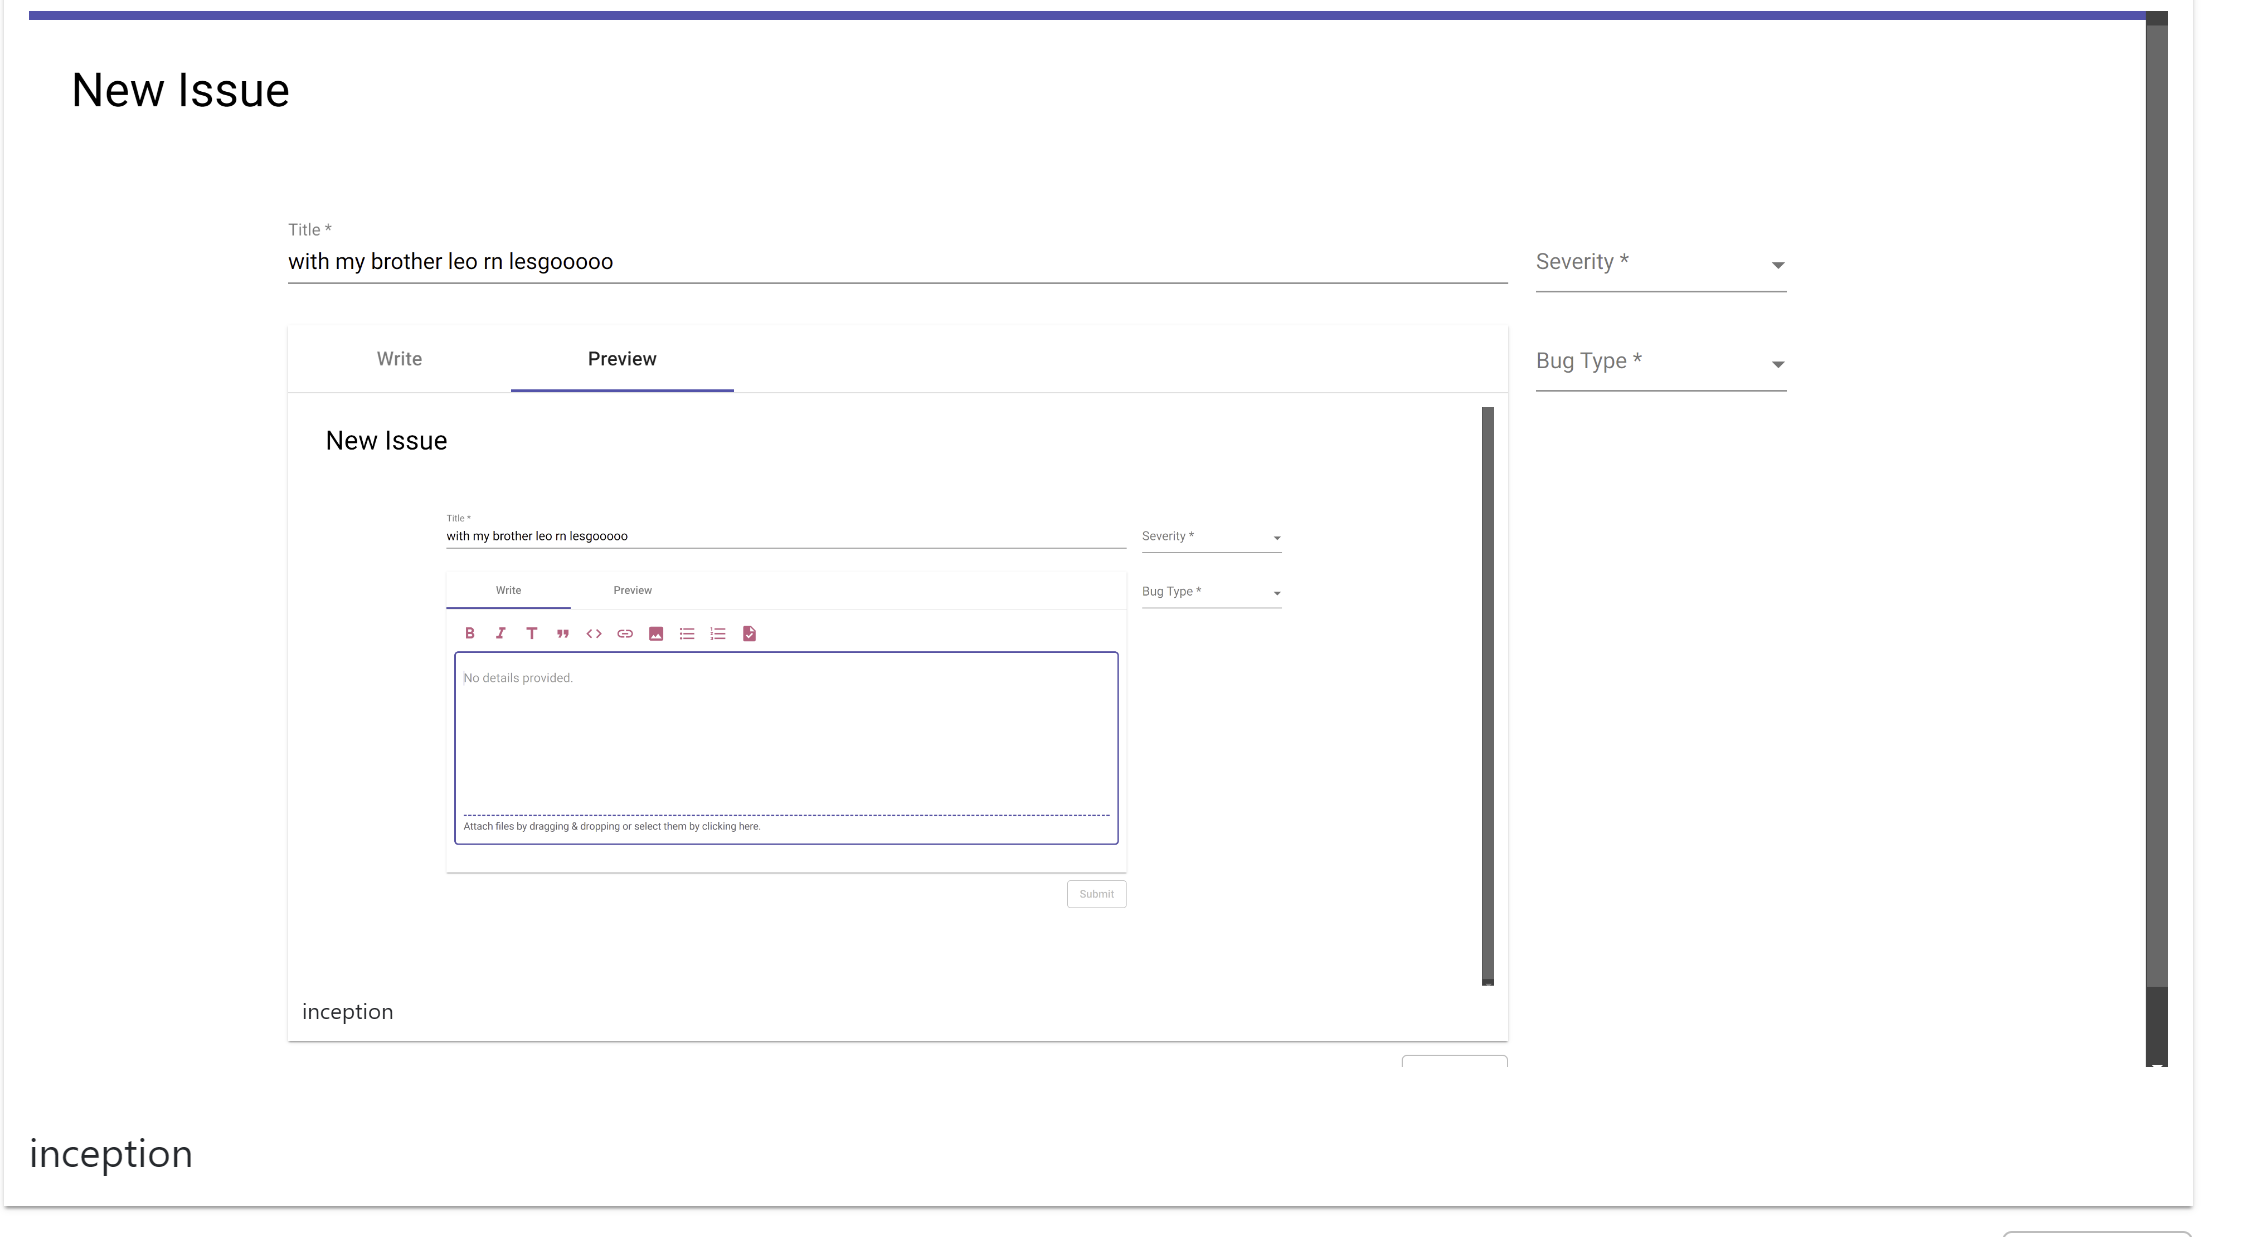 New Issue
Title *
with my brother leo rn lesgooooo
Severity *
Write Preview
Bug Type *
New Issue
Title *
with my brother leo rn lesgooooo
Severity *
Write Preview
Bug Type *
No details provided.
Attach files by dragging & dropping or select them by clicking here.
Submit
inception
inception